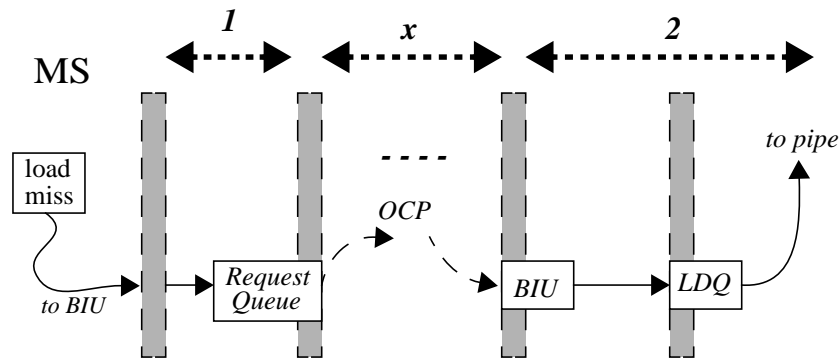 1
x
2
MS
to pipe
load
miss
OCP
Request
Queue
BIU
LDQ
to BIU